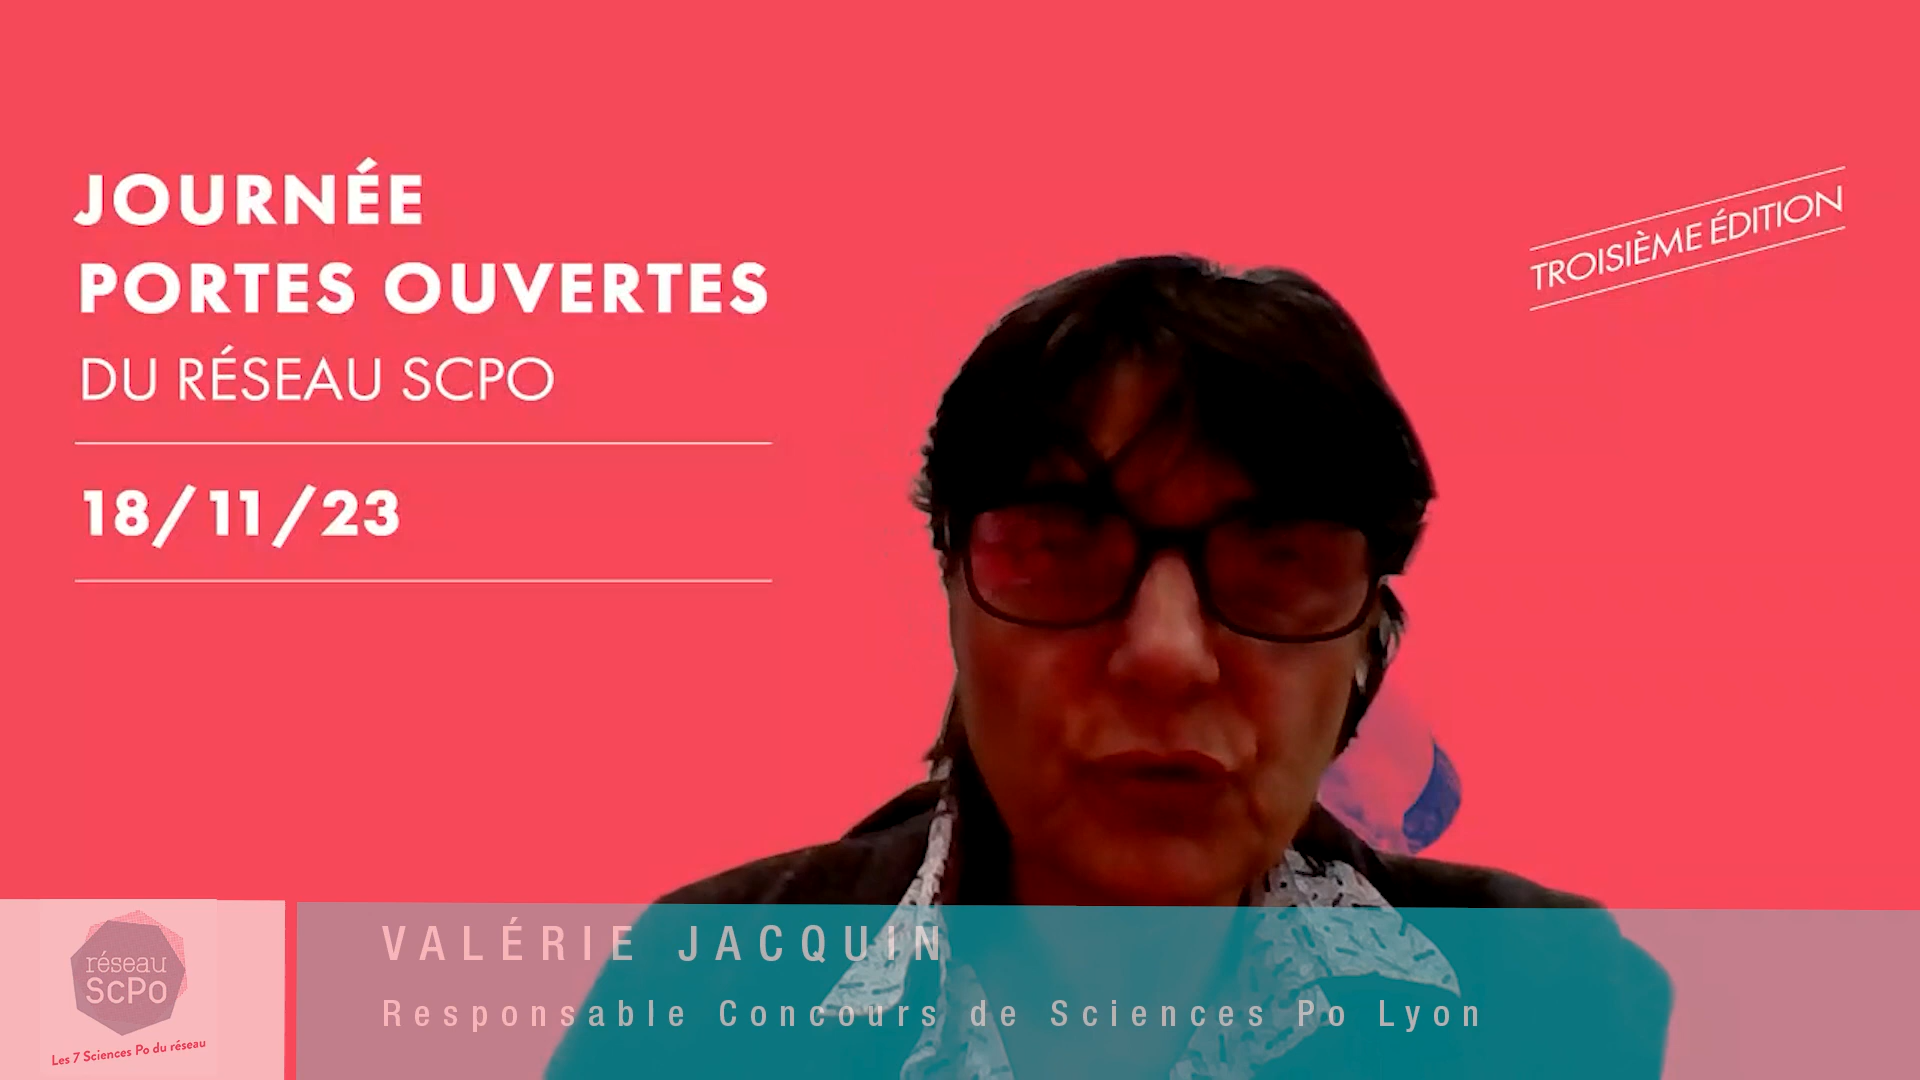 JOURNÉE
PORTES OUVERTES
DU RÉSEAU SCPO
18/11/23
TROISIÈME ÉDITION
VALÉRIE JACQUIN
Responsable Concours de Sciences Po Lyon
réseau
ScPo
Les 7 Sciences Po du réseau